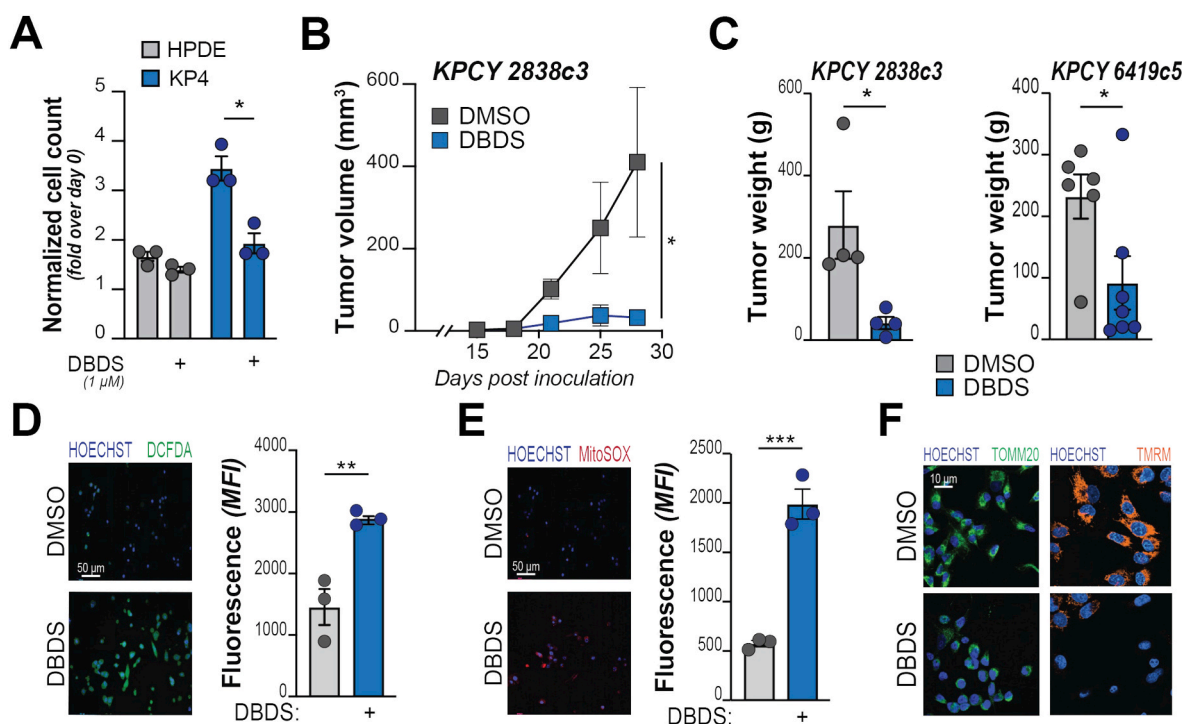 A
HPDE
KP4
Normalized cell count
(fold over day 0)
5
4
3
2
1
0
*
DBDS
(1 µM)
+
+
B
KPCY 2838c3
DMSO
DBDS
Tumor volume (mm³)
600
400
200
0
*
15
20
25
30
Days post inoculation
C
KPCY 2838c3
Tumor weight (g)
600
400
200
0
*
KPCY 6419c5
Tumor weight (g)
400
300
200
100
0
*
DMSO
DBDS
D
HOECHST DCFDA
DMSO
50 µm
DBDS
Fluorescence (MFI)
4000
3000
2000
1000
0
**
DBDS: +
E
HOECHST MitoSOX
DMSO
50 µm
DBDS
Fluorescence (MFI)
2500
2000
1500
1000
500
0
***
DBDS: +
F
HOECHST TOMM20 HOECHST TMRM
10 µm
DMSO
DBDS